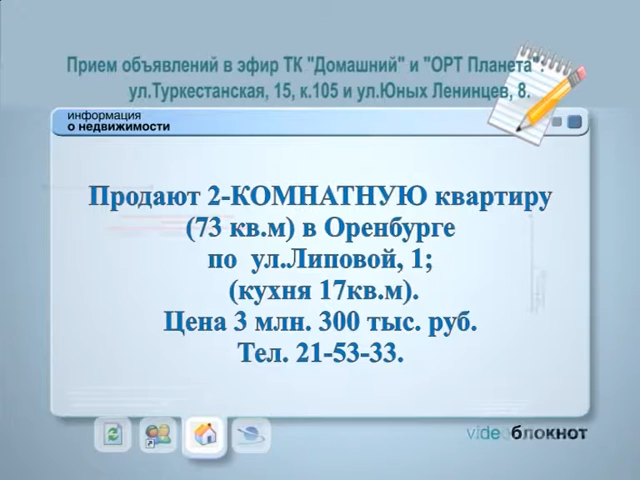 Прием объявлений в эфир ТК "Домашний" и "ОРТ Планета":
ул.Туркестанская, 15, к.105 и ул.Юных Ленинцев, 8.
информация
о недвижимости
Продают 2-КОМНАТНУЮ квартиру
(73 кв.м) в Оренбурге
по ул.Липовой, 1;
(кухня 17кв.м).
Цена 3 млн. 300 тыс. руб.
Тел. 21-53-33.
videоблокнот